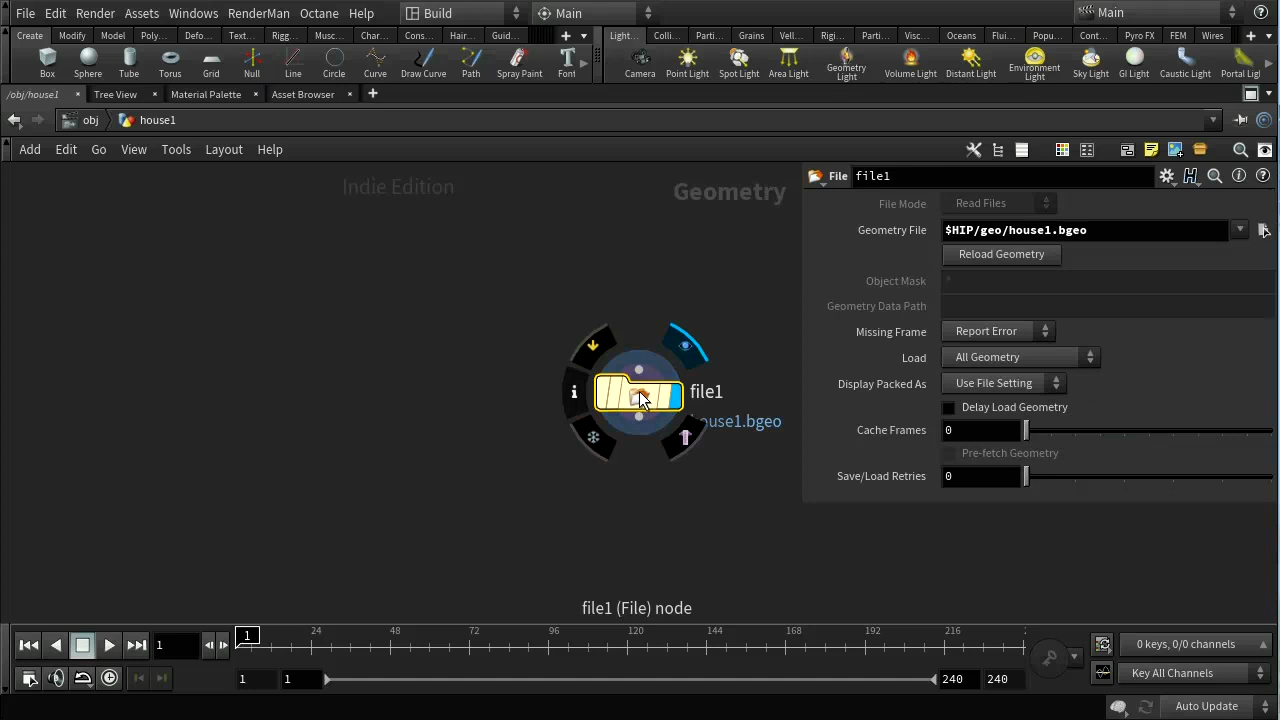 File Edit Render Assets Windows RenderMan Octane Help Build Main Main
Create Modify Model Poly... Defo... Text... Rigg... Musc... Char... Cons... Hair... Guid... Light... Colli... Parti... Grains Vell... Rigi... Parti... Visc... Oceans Flui... Popu... Cont... Pyro FX FEM Wires
Box Sphere Tube Torus Grid Null Line Circle Curve Draw Curve Path Spray Paint Font Camera Point Light Spot Light Area Light Geometry Light Volume Light Distant Light Environment Light Sky Light GI Light Caustic Light Portal Ligh
/obj/house1 Tree View Material Palette Asset Browser
obj house1
Add Edit Go View Tools Layout Help
Indie Edition Geometry
File file1
File Mode Read Files
Geometry File $HIP/geo/house1.bgeo
Reload Geometry
Object Mask *
Geometry Data Path
Missing Frame Report Error
Load All Geometry
Display Packed As Use File Setting
Delay Load Geometry
Cache Frames 0
Pre-fetch Geometry
Save/Load Retries 0
file1
house1.bgeo
file1 (File) node
1 1 24 48 72 96 120 144 168 192 216 0 keys, 0/0 channels
1 1 240 240 Key All Channels
Auto Update